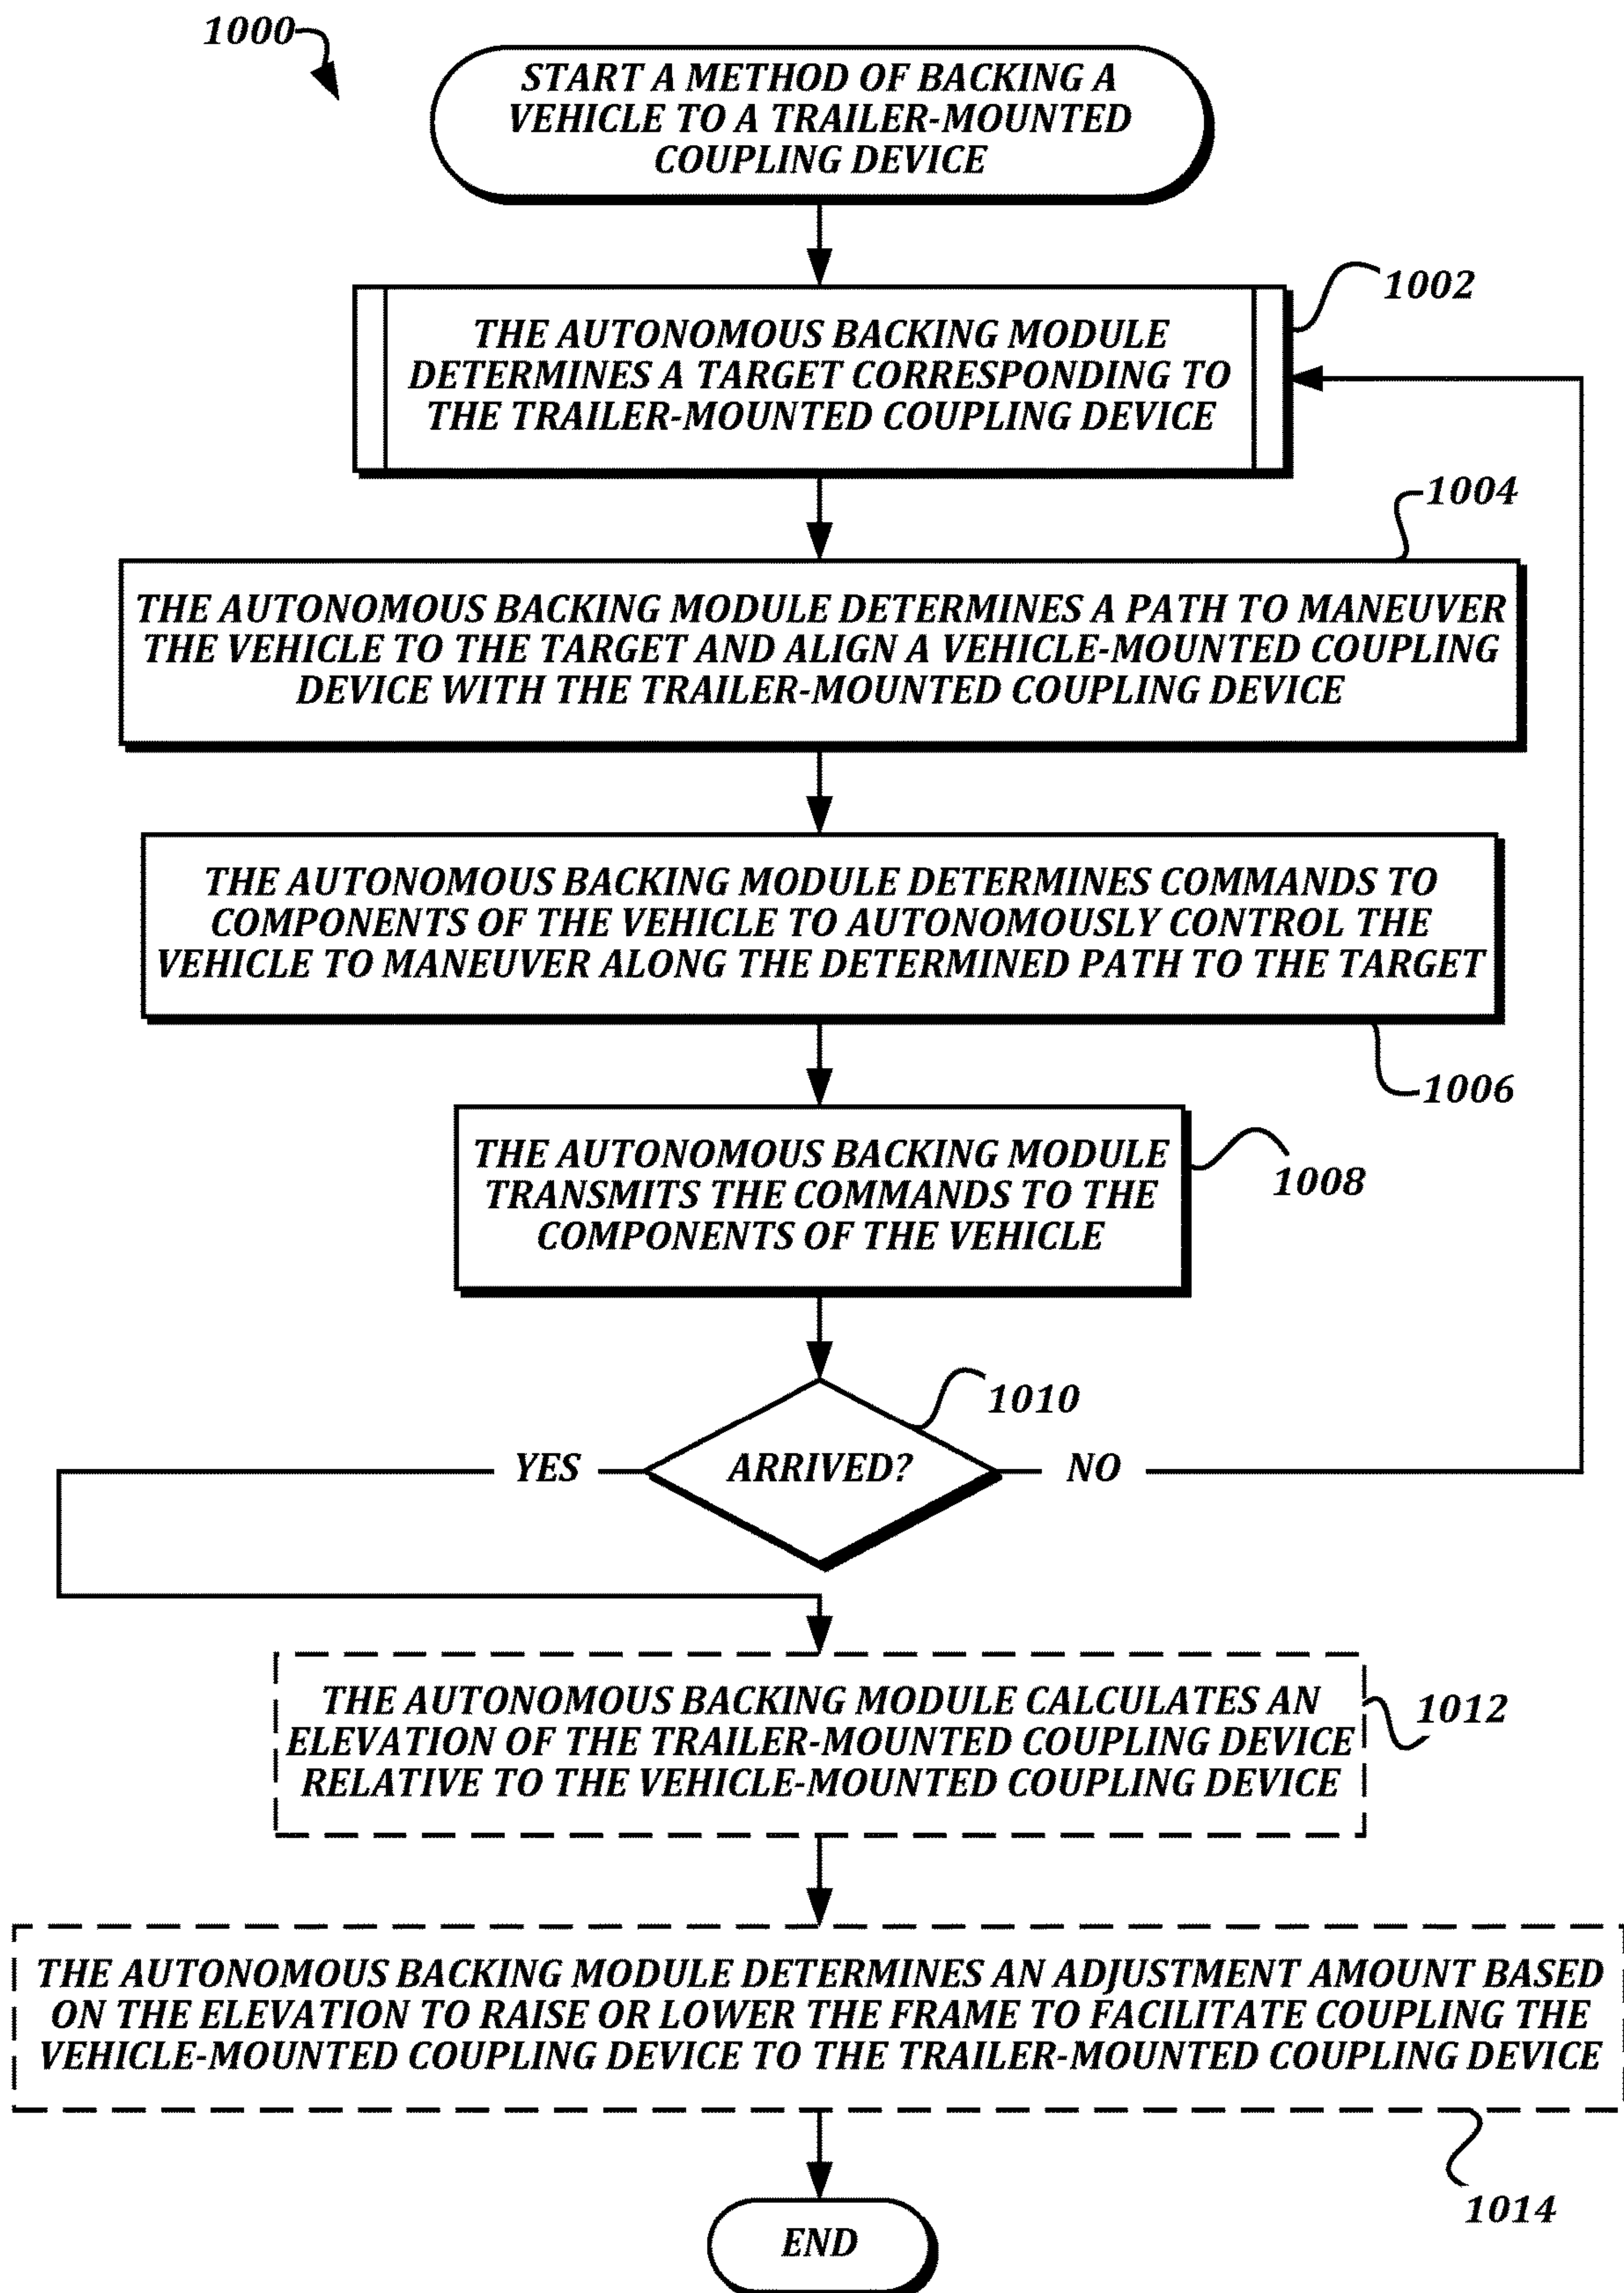 1000
START A METHOD OF BACKING A
VEHICLE TO A TRAILER-MOUNTED
COUPLING DEVICE
1002
THE AUTONOMOUS BACKING MODULE
DETERMINES A TARGET CORRESPONDING TO
THE TRAILER-MOUNTED COUPLING DEVICE
1004
THE AUTONOMOUS BACKING MODULE DETERMINES A PATH TO MANEUVER
THE VEHICLE TO THE TARGET AND ALIGN A VEHICLE-MOUNTED COUPLING
DEVICE WITH THE TRAILER-MOUNTED COUPLING DEVICE
THE AUTONOMOUS BACKING MODULE DETERMINES COMMANDS TO
COMPONENTS OF THE VEHICLE TO AUTONOMOUSLY CONTROL THE
VEHICLE TO MANEUVER ALONG THE DETERMINED PATH TO THE TARGET
1006
THE AUTONOMOUS BACKING MODULE
TRANSMITS THE COMMANDS TO THE
COMPONENTS OF THE VEHICLE
1008
1010
YES
ARRIVED?
NO
THE AUTONOMOUS BACKING MODULE CALCULATES AN
ELEVATION OF THE TRAILER-MOUNTED COUPLING DEVICE
RELATIVE TO THE VEHICLE-MOUNTED COUPLING DEVICE
1012
THE AUTONOMOUS BACKING MODULE DETERMINES AN ADJUSTMENT AMOUNT BASED
ON THE ELEVATION TO RAISE OR LOWER THE FRAME TO FACILITATE COUPLING THE
VEHICLE-MOUNTED COUPLING DEVICE TO THE TRAILER-MOUNTED COUPLING DEVICE
1014
END